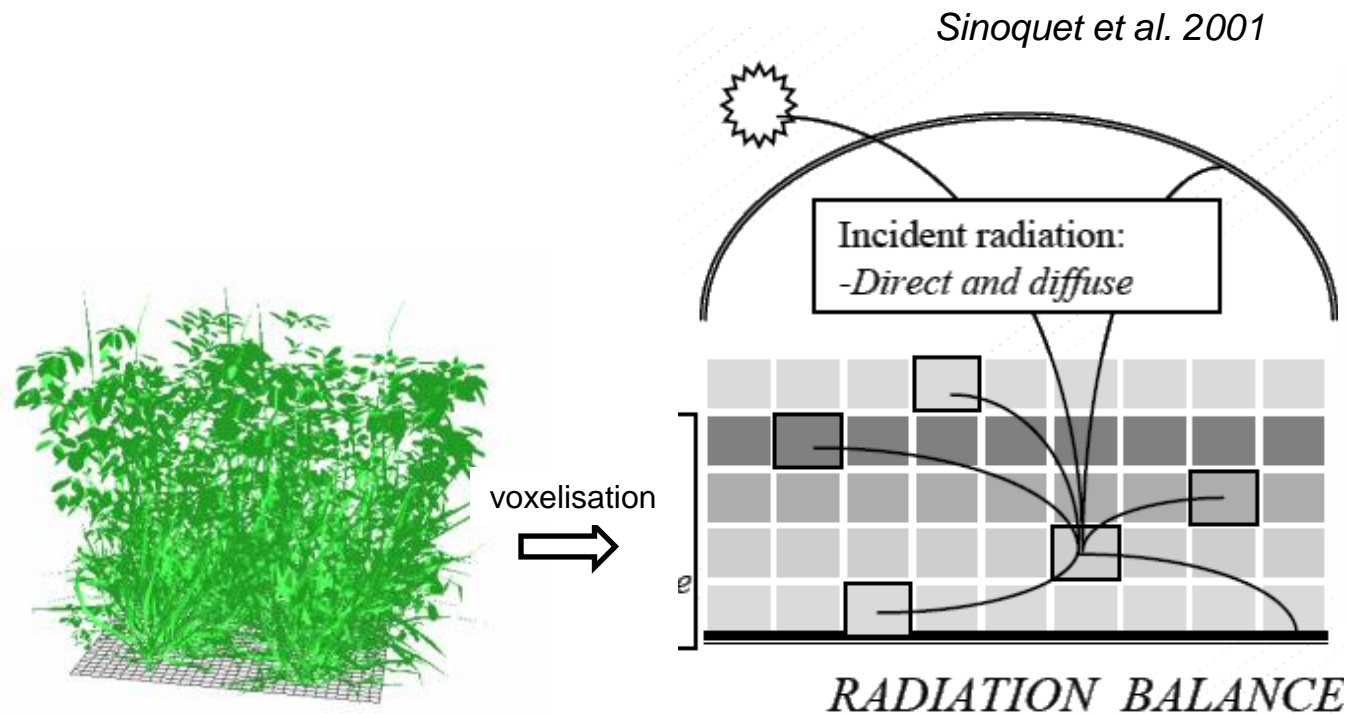 Sinoquet et al. 2001
Incident radiation:
-Direct and diffuse
voxelisation
e
RADIATION BALANCE